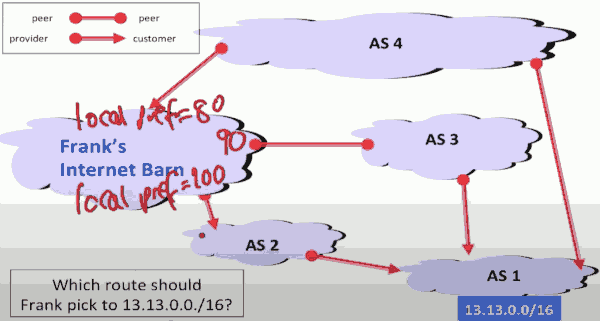 peer peer
provider customer
AS 4
local pref=80
Frank's
Internet Barn
90
AS 3
local pref=100
AS 2
AS 1
Which route should
Frank pick to 13.13.0.0./16?
13.13.0.0/16